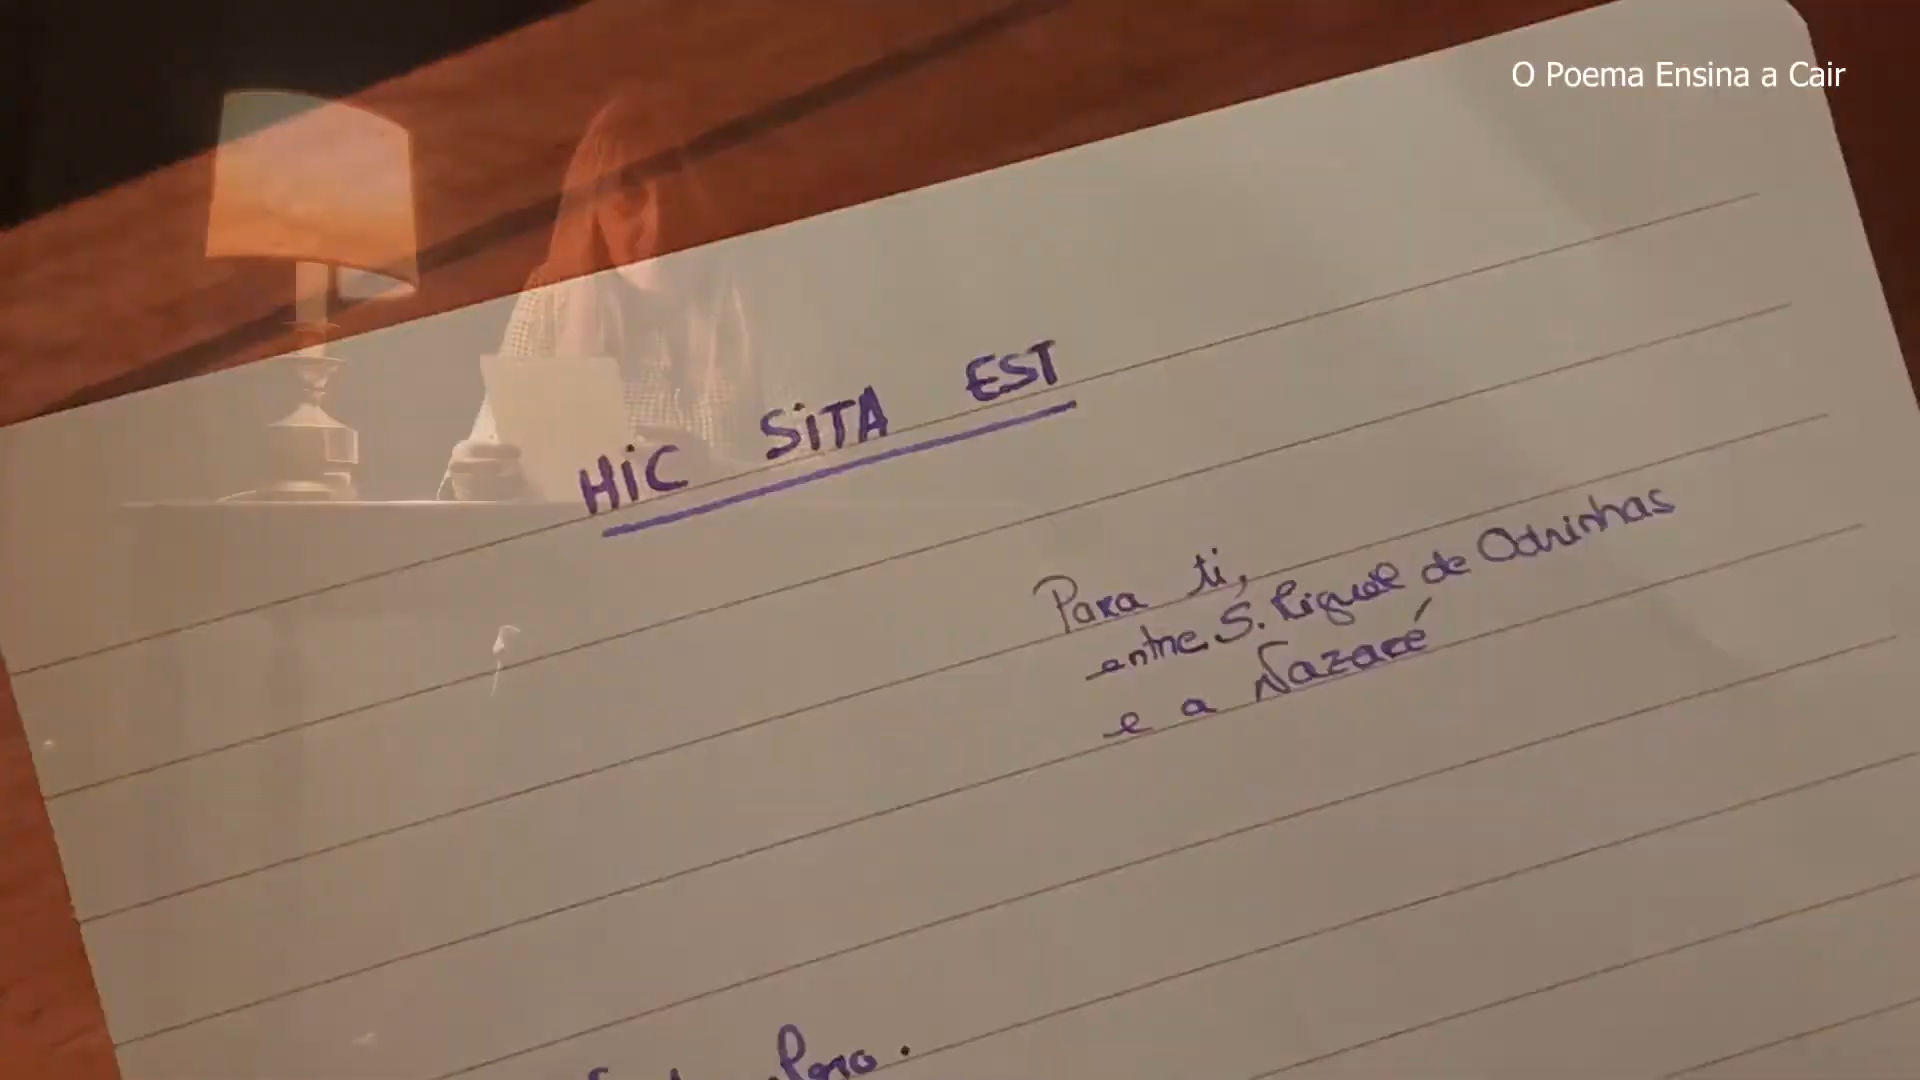 O Poema Ensina a Cair
HiC SiTA EST
Para ti,
entre S. Miguel de Odrinhas
e a Nazaré